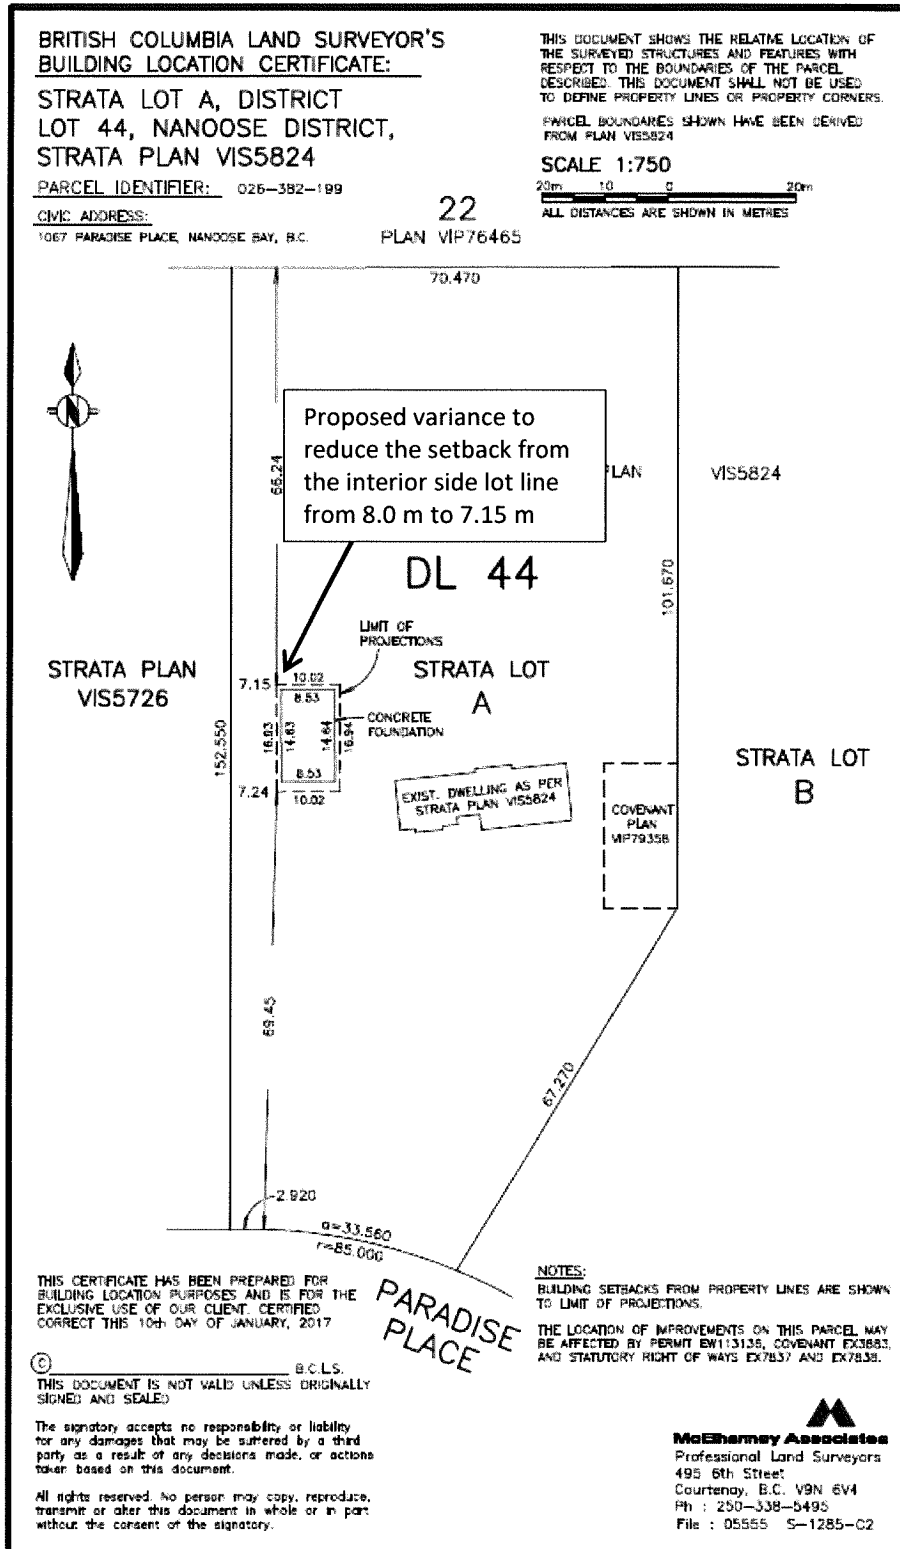 BRITISH COLUMBIA LAND SURVEYOR'S
BUILDING LOCATION CERTIFICATE:
STRATA LOT A, DISTRICT
LOT 44, NANOOSE DISTRICT,
STRATA PLAN VIS5824
PARCEL IDENTIFIER: 026-382-199
CIVIC ADDRESS:
1067 PARADISE PLACE, NANOOSE BAY, B.C.
THIS DOCUMENT SHOWS THE RELATIVE LOCATION OF
THE SURVEYED STRUCTURES AND FEATURES WITH
RESPECT TO THE BOUNDARIES OF THE PARCEL
DESCRIBED. THIS DOCUMENT SHALL NOT BE USED
TO DEFINE PROPERTY LINES OR PROPERTY CORNERS.
PARCEL BOUNDARIES SHOWN HAVE BEEN DERIVED
FROM PLAN VIS5824
SCALE 1:750
20m 10 0 20m
ALL DISTANCES ARE SHOWN IN METRES
22
PLAN VIP76465
70.470
N
66.24
Proposed variance to
reduce the setback from
the interior side lot line
from 8.0 m to 7.15 m
PLAN VIS5824
DL 44
101.670
LIMIT OF
PROJECTIONS
STRATA PLAN
VIS5726
STRATA LOT
A
7.15
10.02
8.53
14.63
14.64
16.94
CONCRETE
FOUNDATION
152.550
8.53
7.24
10.02
EXIST. DWELLING AS PER
STRATA PLAN VIS5824
STRATA LOT
B
COVENANT
PLAN
VIP79358
69.45
67.270
2.920
a=33.560
r=85.000
PARADISE
PLACE
THIS CERTIFICATE HAS BEEN PREPARED FOR
BUILDING LOCATION PURPOSES AND IS FOR THE
EXCLUSIVE USE OF OUR CLIENT. CERTIFIED
CORRECT THIS 10th DAY OF JANUARY, 2017
© B.C.L.S.
THIS DOCUMENT IS NOT VALID UNLESS ORIGINALLY
SIGNED AND SEALED
The signatory accepts no responsibility or liability
for any damages that may be suffered by a third
party as a result of any decisions made, or actions
taken based on this document.
All rights reserved. No person may copy, reproduce,
transmit or alter this document in whole or in part
without the consent of the signatory.
NOTES:
BUILDING SETBACKS FROM PROPERTY LINES ARE SHOWN
TO LIMIT OF PROJECTIONS.
THE LOCATION OF IMPROVEMENTS ON THIS PARCEL MAY
BE AFFECTED BY PERMIT EW113135, COVENANT EX3883,
AND STATUTORY RIGHT OF WAYS EX7837 AND EX7838.
McElhanney Associates
Professional Land Surveyors
495 6th Street
Courtenay, B.C. V9N 6V4
Ph : 250-338-5495
File : 05555 S-1285-C2